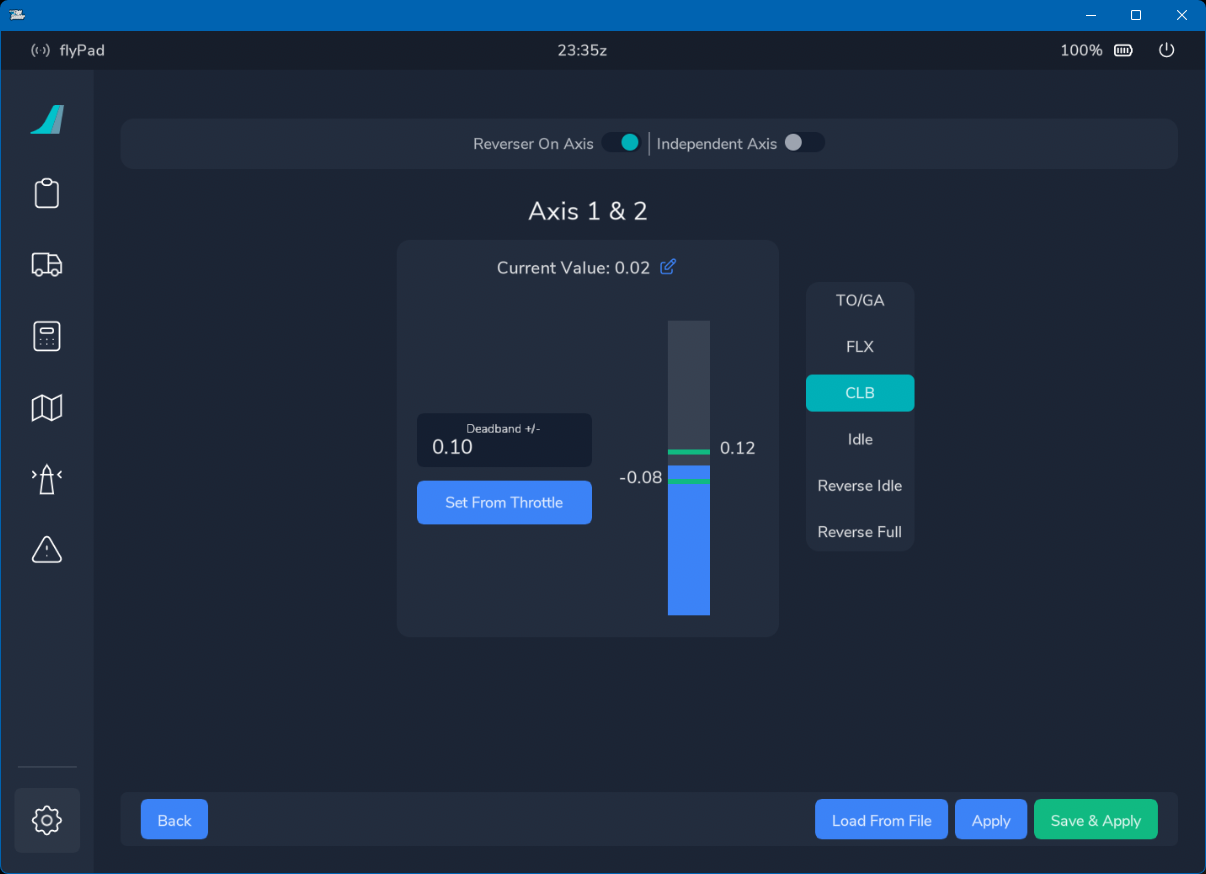 flyPad
23:35z
100%
Reverser On Axis
Independent Axis
Axis 1 & 2
Current Value: 0.02
Deadband +/-
0.10
Set From Throttle
0.12
-0.08
TO/GA
FLX
CLB
Idle
Reverse Idle
Reverse Full
Back
Load From File
Apply
Save & Apply